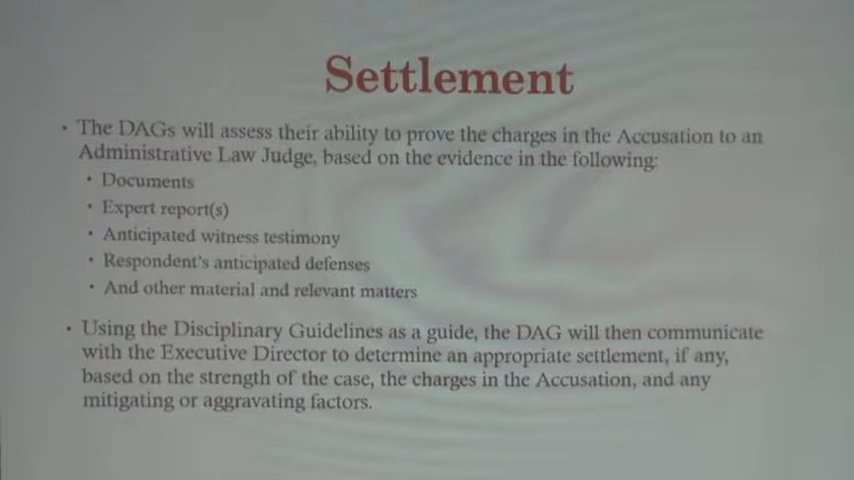 Settlement
• The DAGs will assess their ability to prove the charges in the Accusation to an
Administrative Law Judge, based on the evidence in the following:
• Documents
• Expert report(s)
• Anticipated witness testimony
• Respondent's anticipated defenses
• And other material and relevant matters
• Using the Disciplinary Guidelines as a guide, the DAG will then communicate
with the Executive Director to determine an appropriate settlement, if any,
based on the strength of the case, the charges in the Accusation, and any
mitigating or aggravating factors.